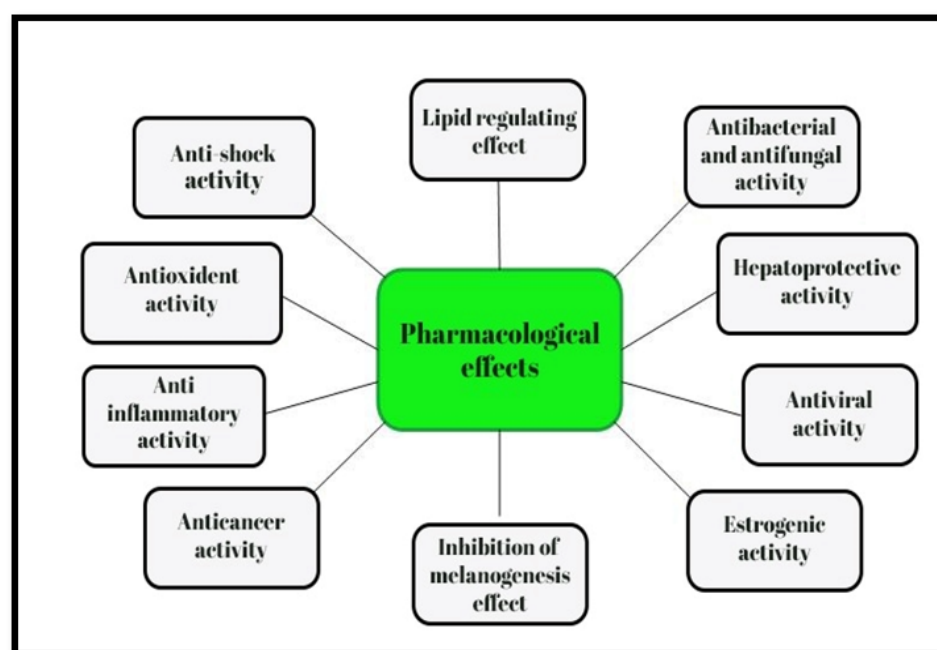 Lipid regulating
effect
Anti-shock
activity
Antibacterial
and antifungal
activity
Antioxident
activity
Hepatoprotective
activity
Pharmacological
effects
Anti
inflammatory
activity
Antiviral
activity
Anticancer
activity
Inhibition of
melanogenesis
effect
Estrogenic
activity